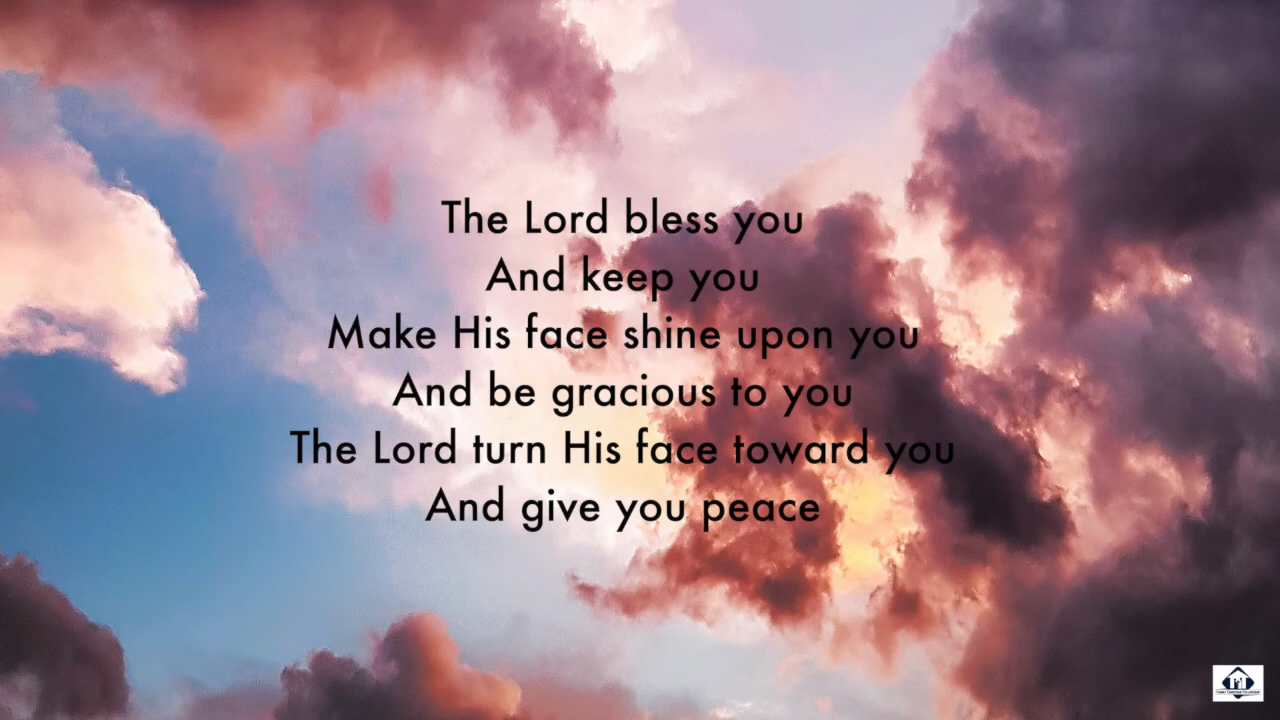 The Lord bless you
And keep you
Make His face shine upon you
And be gracious to you
The Lord turn His face toward you
And give you peace